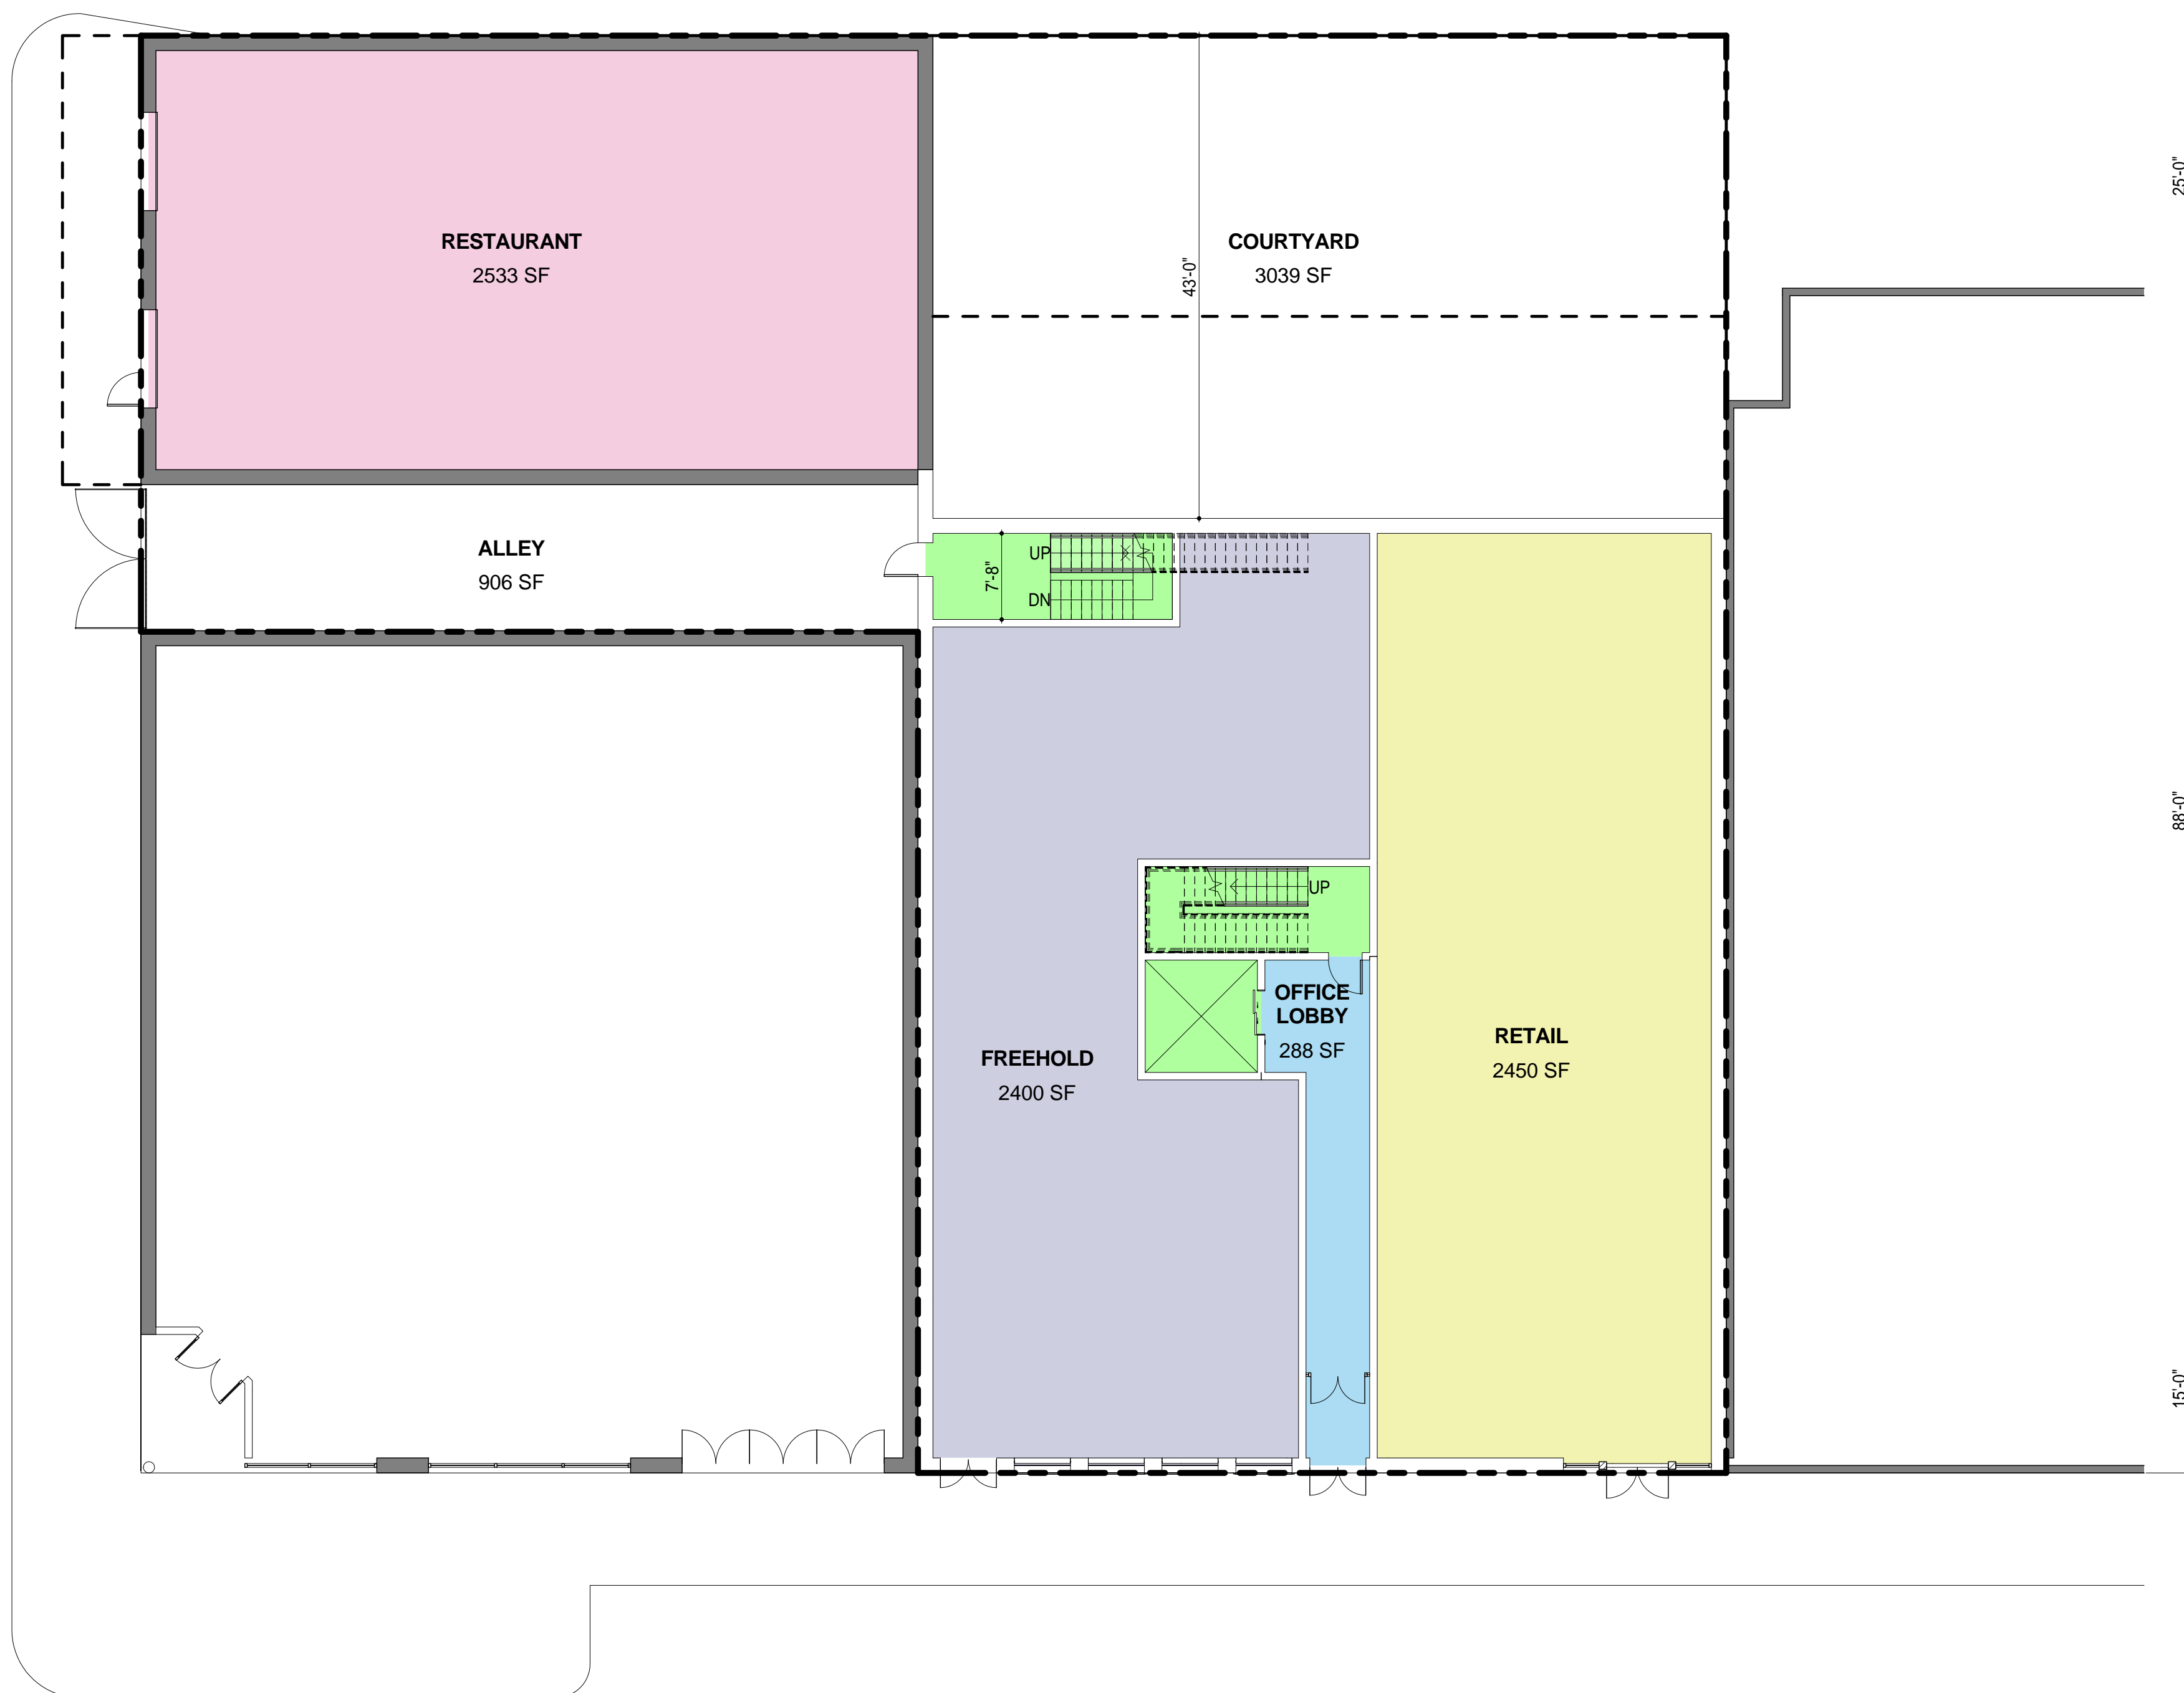 25'-0"
RESTAURANT
2533 SF
COURTYARD
3039 SF
43'-0"
ALLEY
906 SF
UP
DN
7'-8"
88'-0"
UP
OFFICE
LOBBY
288 SF
RETAIL
2450 SF
FREEHOLD
2400 SF
15'-0"